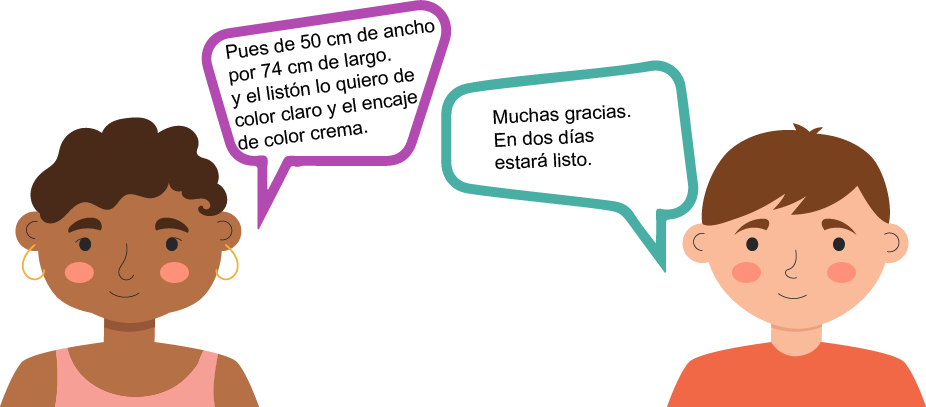 Pues de 50 cm de ancho
por 74 cm de largo.
y el listón lo quiero de
color claro y el encaje
de color crema.
Muchas gracias.
En dos días
estará listo.